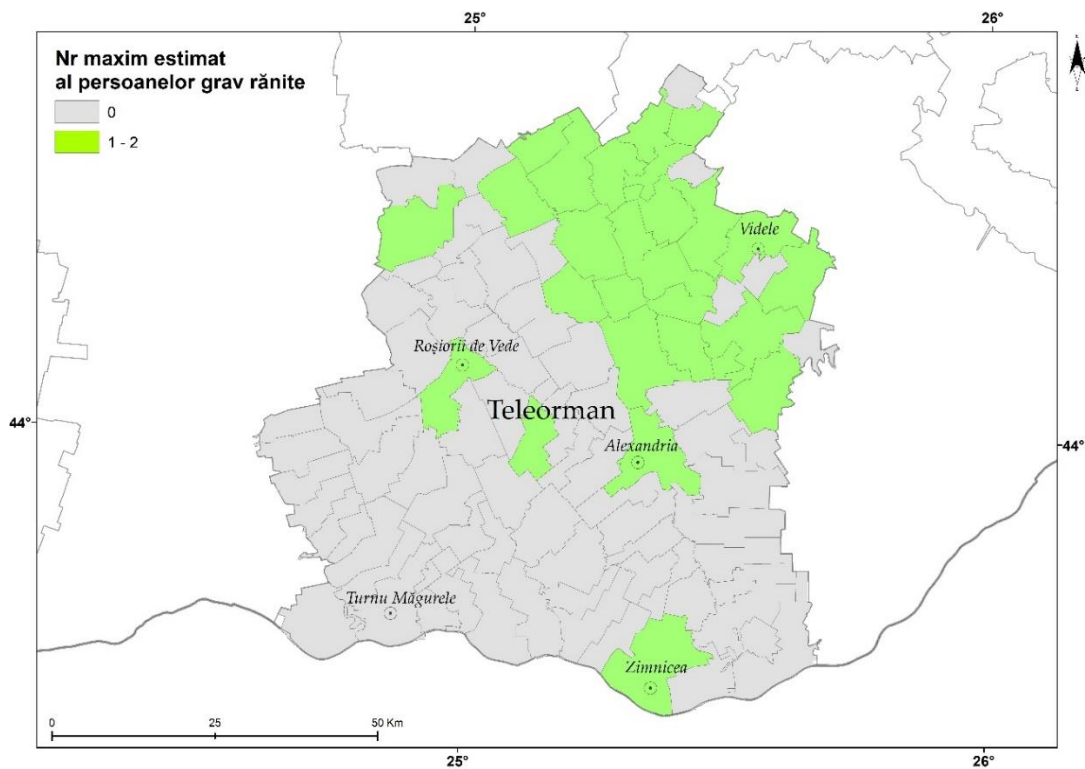 25°
26°
Nr maxim estimat
al persoanelor grav rănite
0
1 - 2
Videle
Roșiorii de Vede
Teleorman
44°
Alexandria
44°
Turnu Măgurele
Zimnicea
0
25
50 Km
25°
26°